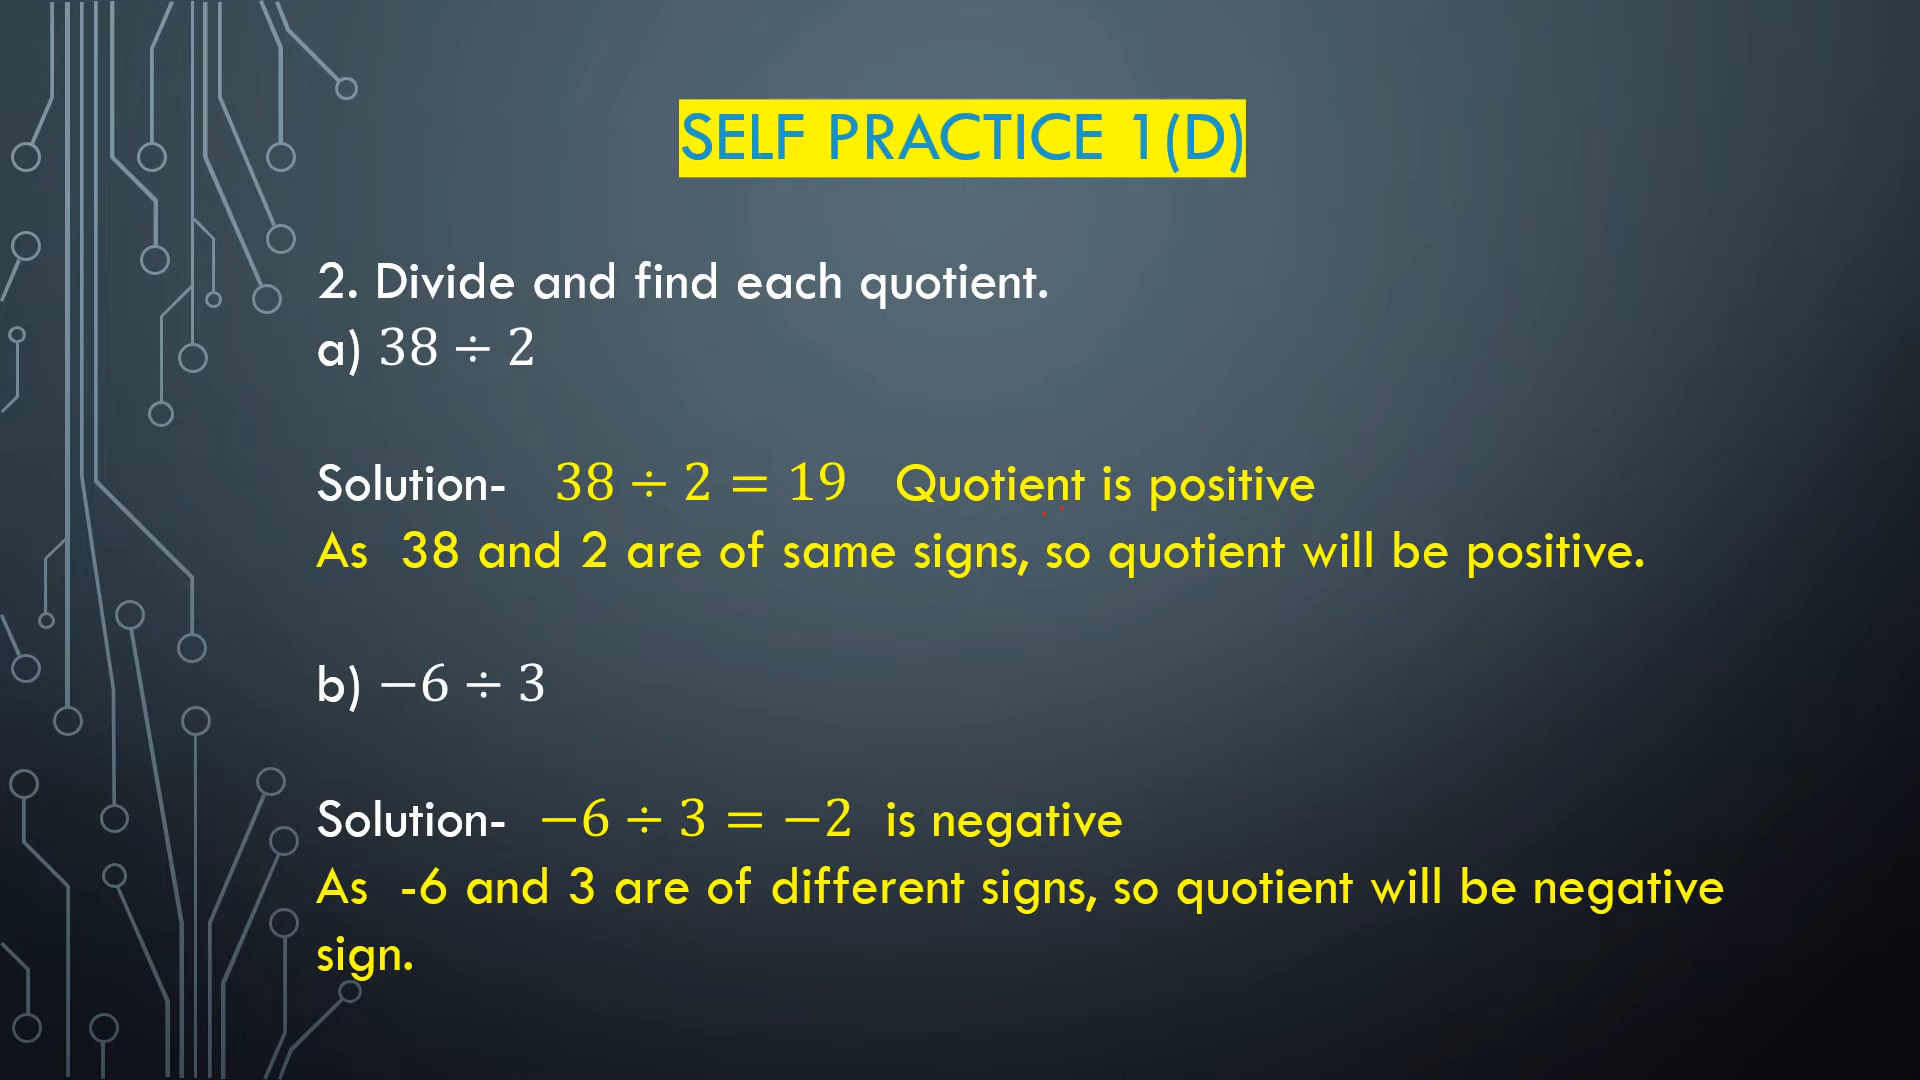 SELF PRACTICE 1(D)
2. Divide and find each quotient.
a) 38 ÷ 2
Solution- 38 ÷ 2 = 19 Quotient is positive
As 38 and 2 are of same signs, so quotient will be positive.
b) −6 ÷ 3
Solution- −6 ÷ 3 = −2 is negative
As -6 and 3 are of different signs, so quotient will be negative
sign.